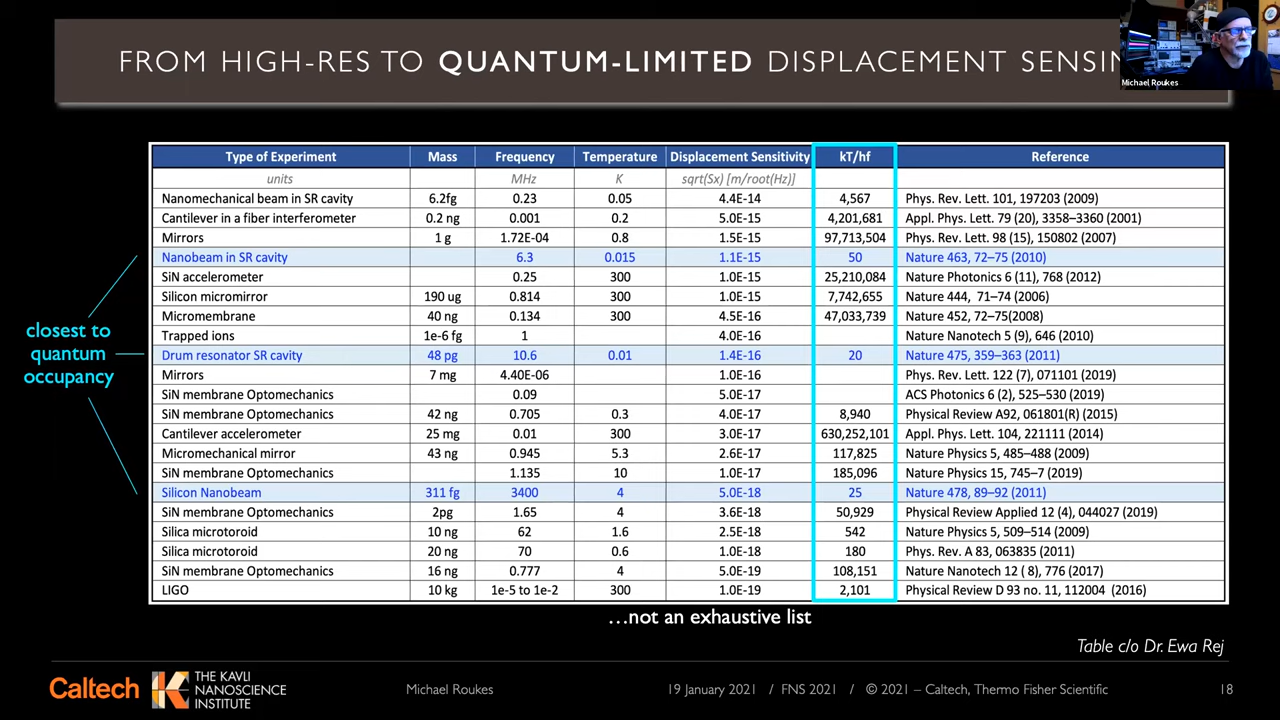 FROM HIGH-RES TO QUANTUM-LIMITED DISPLACEMENT SENSIN
Michael Roukes
Type of Experiment Mass Frequency Temperature Displacement Sensitivity kT/hf Reference
units MHz K sqrt(Sx) [m/root(Hz)]
Nanomechanical beam in SR cavity 6.2fg 0.23 0.05 4.4E-14 4,567 Phys. Rev. Lett. 101, 197203 (2009)
Cantilever in a fiber interferometer 0.2 ng 0.001 0.2 5.0E-15 4,201,681 Appl. Phys. Lett. 79 (20), 3358–3360 (2001)
Mirrors 1 g 1.72E-04 0.8 1.5E-15 97,713,504 Phys. Rev. Lett. 98 (15), 150802 (2007)
Nanobeam in SR cavity 6.3 0.015 1.1E-15 50 Nature 463, 72–75 (2010)
SiN accelerometer 0.25 300 1.0E-15 25,210,084 Nature Photonics 6 (11), 768 (2012)
Silicon micromirror 190 ug 0.814 300 1.0E-15 7,742,655 Nature 444, 71–74 (2006)
Micromembrane 40 ng 0.134 300 4.5E-16 47,033,739 Nature 452, 72–75(2008)
Trapped ions 1e-6 fg 1 4.0E-16 Nature Nanotech 5 (9), 646 (2010)
Drum resonator SR cavity 48 pg 10.6 0.01 1.4E-16 20 Nature 475, 359–363 (2011)
Mirrors 7 mg 4.40E-06 1.0E-16 Phys. Rev. Lett. 122 (7), 071101 (2019)
SiN membrane Optomechanics 0.09 5.0E-17 ACS Photonics 6 (2), 525–530 (2019)
SiN membrane Optomechanics 42 ng 0.705 0.3 4.0E-17 8,940 Physical Review A92, 061801(R) (2015)
Cantilever accelerometer 25 mg 0.01 300 3.0E-17 630,252,101 Appl. Phys. Lett. 104, 221111 (2014)
Micromechanical mirror 43 ng 0.945 5.3 2.6E-17 117,825 Nature Physics 5, 485–488 (2009)
SiN membrane Optomechanics 1.135 10 1.0E-17 185,096 Nature Physics 15, 745–7 (2019)
Silicon Nanobeam 311 fg 3400 4 5.0E-18 25 Nature 478, 89–92 (2011)
SiN membrane Optomechanics 2pg 1.65 4 3.6E-18 50,929 Physical Review Applied 12 (4), 044027 (2019)
Silica microtoroid 10 ng 62 1.6 2.5E-18 542 Nature Physics 5, 509–514 (2009)
Silica microtoroid 20 ng 70 0.6 1.0E-18 180 Phys. Rev. A 83, 063835 (2011)
SiN membrane Optomechanics 16 ng 0.777 4 5.0E-19 108,151 Nature Nanotech 12 ( 8), 776 (2017)
LIGO 10 kg 1e-5 to 1e-2 300 1.0E-19 2,101 Physical Review D 93 no. 11, 112004 (2016)
closest to
quantum
occupancy
…not an exhaustive list
Table c/o Dr. Ewa Rej
Caltech
THE KAVLI
NANOSCIENCE
INSTITUTE
Michael Roukes
19 January 2021 / FNS 2021 / © 2021 – Caltech, Thermo Fisher Scientific
18